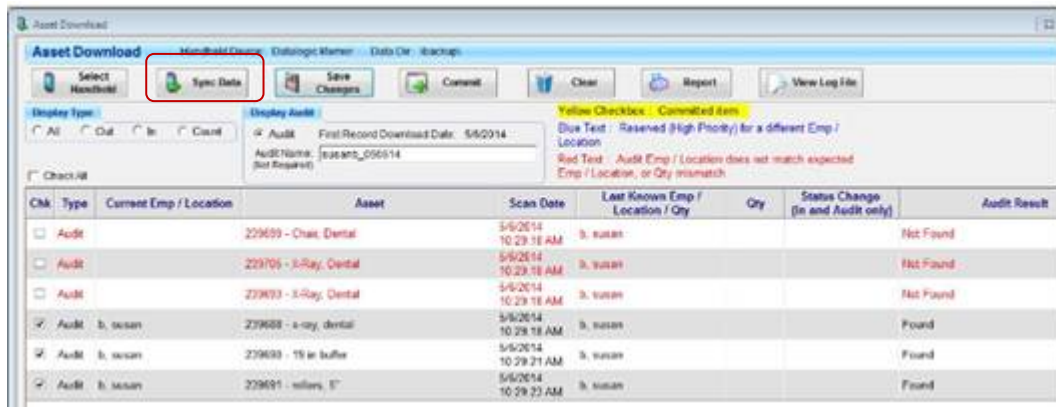 Asset Download
Asset Download Handheld Device: Datalogic Memor Data Dir: \backup\
Select Handheld Sync Data Save Changes Commit Clear Report View Log File
Display Type Display Audit Yellow Checkbox : Committed item
All Out In Count Audit First Record Download Date: 5/6/2014 Blue Text : Reserved (High Priority) for a different Emp / Location
Audit Name: susanb_050614
(Not Required)
Red Text : Audit Emp / Location does not match expected Emp / Location, or Qty mismatch
Check All
Chk Type Current Emp / Location Asset Scan Date Last Known Emp / Location / Qty Qty Status Change (In and Audit only) Audit Result
Audit 239699 - Chair, Dental 5/6/2014 10:29:18 AM b, susan Not Found
Audit 239705 - X-Ray, Dental 5/6/2014 10:29:18 AM b, susan Not Found
Audit 239693 - X-Ray, Dental 5/6/2014 10:29:18 AM b, susan Not Found
Audit b, susan 239688 - x-ray, dental 5/6/2014 10:29:18 AM b, susan Found
Audit b, susan 239690 - 19 in buffer 5/6/2014 10:29:21 AM b, susan Found
Audit b, susan 239691 - 5" 5/6/2014 10:29:23 AM b, susan Found